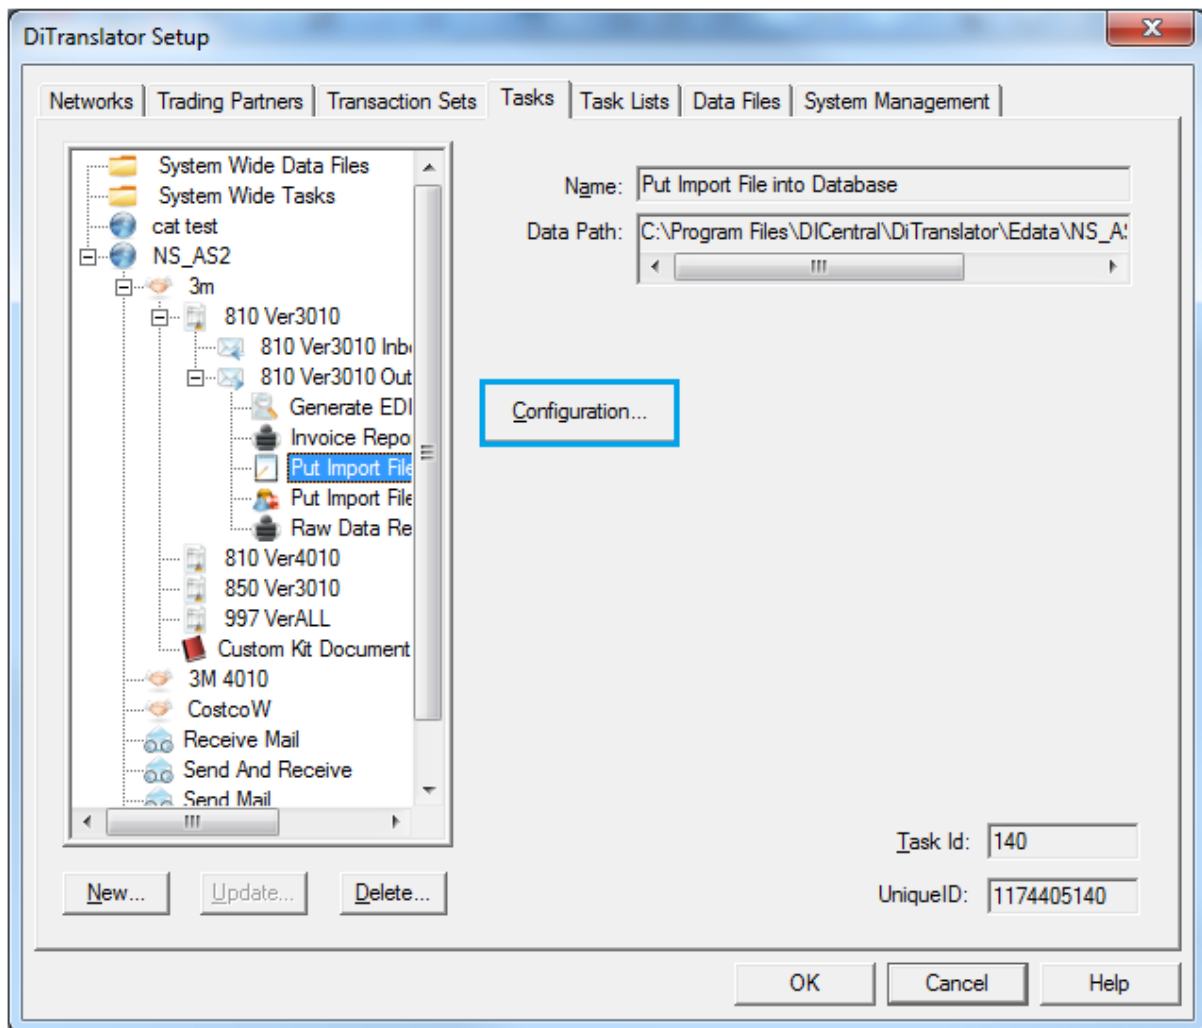 DiTranslator Setup
X
Networks Trading Partners Transaction Sets Tasks Task Lists Data Files System Management
System Wide Data Files
System Wide Tasks
cat test
NS_AS2
3m
810 Ver3010
810 Ver3010 Inb
810 Ver3010 Out
Generate EDI
Invoice Repo
Put Import File
Put Import File
Raw Data Re
810 Ver4010
850 Ver3010
997 VerALL
Custom Kit Document
3M 4010
CostcoW
Receive Mail
Send And Receive
Send Mail
New... Update... Delete...
Name: Put Import File into Database
Data Path: C:\Program Files\DICentral\DiTranslator\Edata\NS_A
Configuration...
Task Id: 140
UniqueID: 1174405140
OK Cancel Help